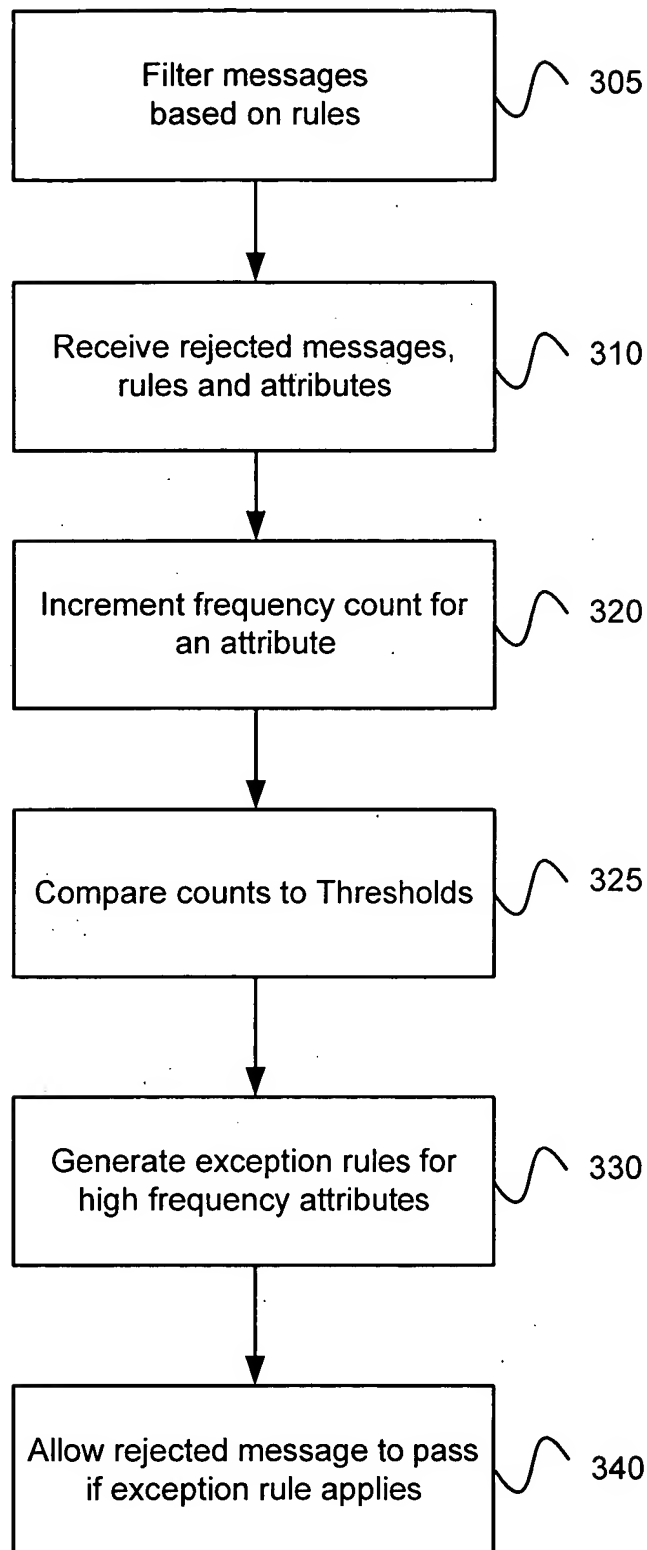 Filter messages
based on rules
305
Receive rejected messages,
rules and attributes
310
Increment frequency count for
an attribute
320
Compare counts to Thresholds
325
Generate exception rules for
high frequency attributes
330
Allow rejected message to pass
if exception rule applies
340